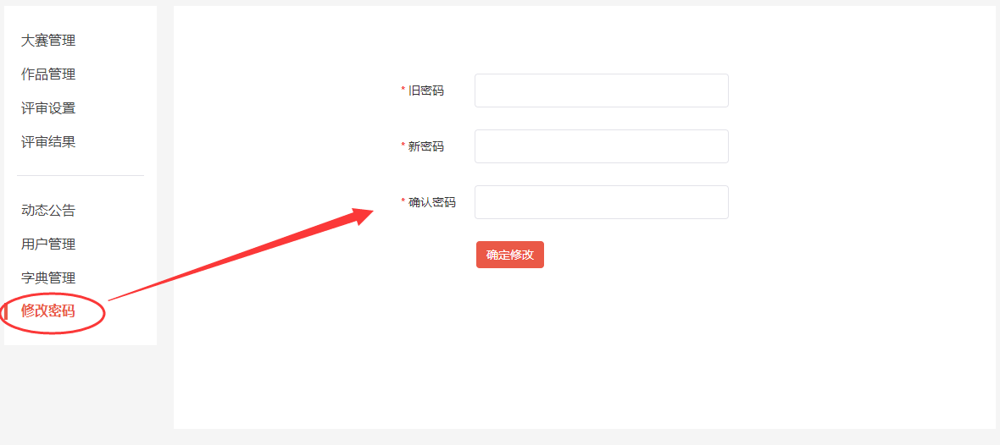 大赛管理
作品管理
评审设置
评审结果
动态公告
用户管理
字典管理
修改密码
* 旧密码
* 新密码
* 确认密码
确定修改